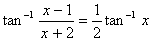 tan⁻¹ (x − 1)/(x + 2) = 1/2 tan⁻¹ x